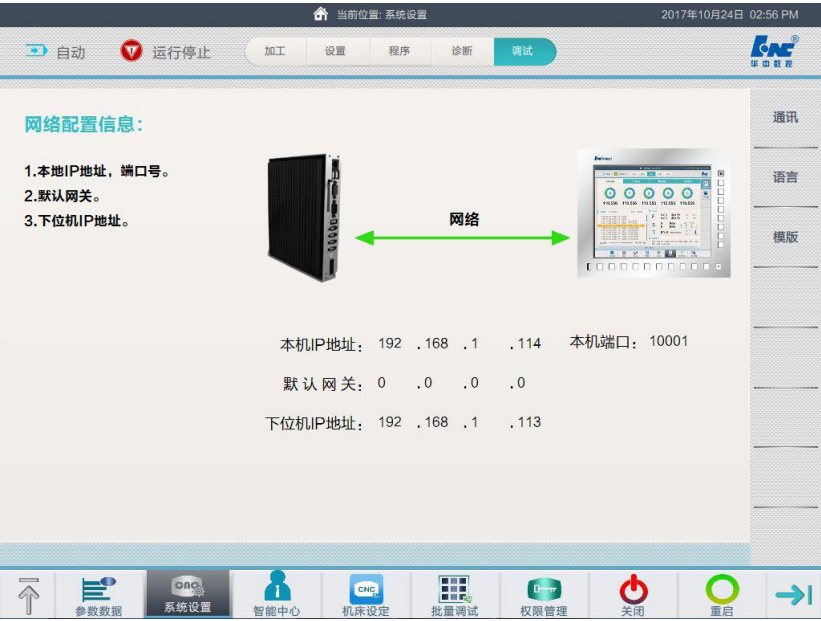 当前位置: 系统设置
2017年10月24日 02:56 PM
自动
运行停止
加工
设置
程序
诊断
调试
HNC®
华中数控
网络配置信息：
1.本地IP地址，端口号。
2.默认网关。
3.下位机IP地址。
网络
通讯
语言
模版
本机IP地址： 192 .168 .1 .114
本机端口： 10001
默认网关： 0 .0 .0 .0
下位机IP地址： 192 .168 .1 .113
参数数据
CNC
系统设置
智能中心
CNC
机床设定
批量调试
权限管理
关闭
重启